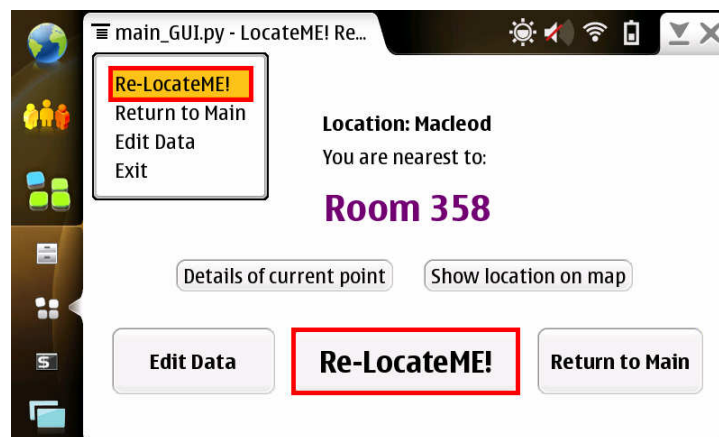 main_GUI.py - LocateME! Re...
Re-LocateME!
Return to Main
Edit Data
Exit
Location: Macleod
You are nearest to:
Room 358
Details of current point
Show location on map
Edit Data
Re-LocateME!
Return to Main